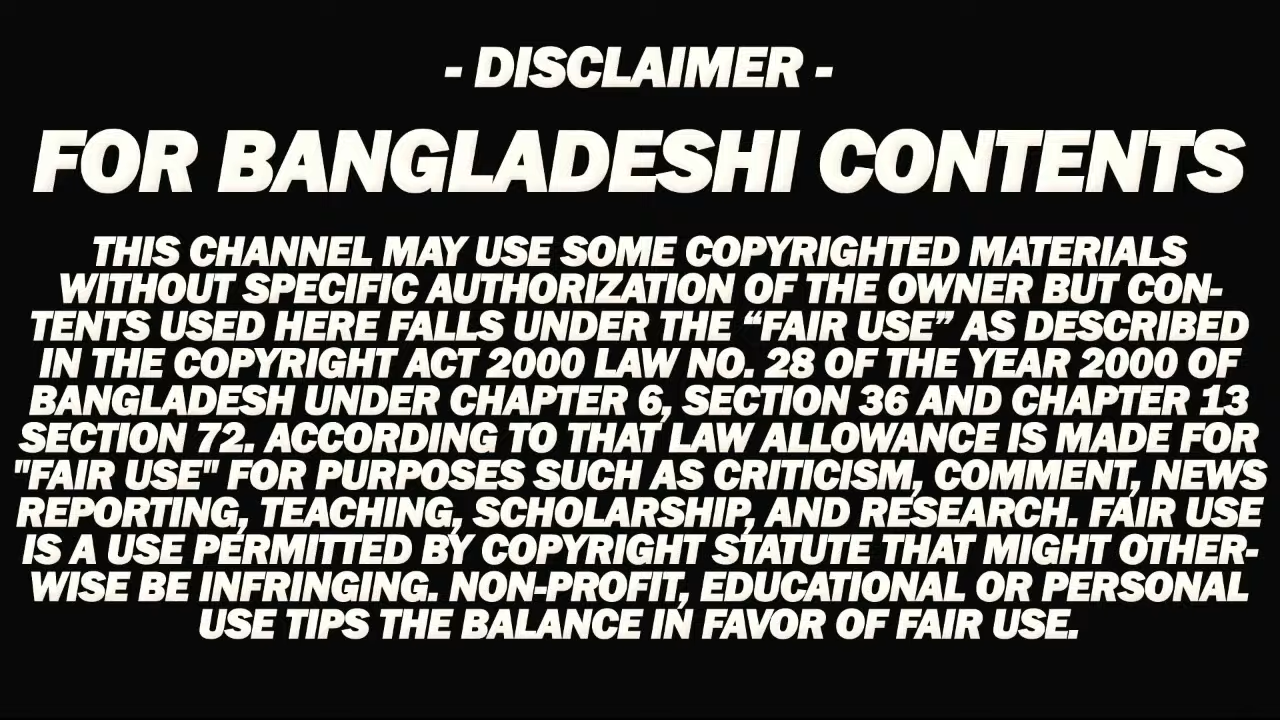 - DISCLAIMER -
FOR BANGLADESHI CONTENTS
THIS CHANNEL MAY USE SOME COPYRIGHTED MATERIALS
WITHOUT SPECIFIC AUTHORIZATION OF THE OWNER BUT CON-
TENTS USED HERE FALLS UNDER THE “FAIR USE” AS DESCRIBED
IN THE COPYRIGHT ACT 2000 LAW NO. 28 OF THE YEAR 2000 OF
BANGLADESH UNDER CHAPTER 6, SECTION 36 AND CHAPTER 13
SECTION 72. ACCORDING TO THAT LAW ALLOWANCE IS MADE FOR
"FAIR USE" FOR PURPOSES SUCH AS CRITICISM, COMMENT, NEWS
REPORTING, TEACHING, SCHOLARSHIP, AND RESEARCH. FAIR USE
IS A USE PERMITTED BY COPYRIGHT STATUTE THAT MIGHT OTHER-
WISE BE INFRINGING. NON-PROFIT, EDUCATIONAL OR PERSONAL
USE TIPS THE BALANCE IN FAVOR OF FAIR USE.